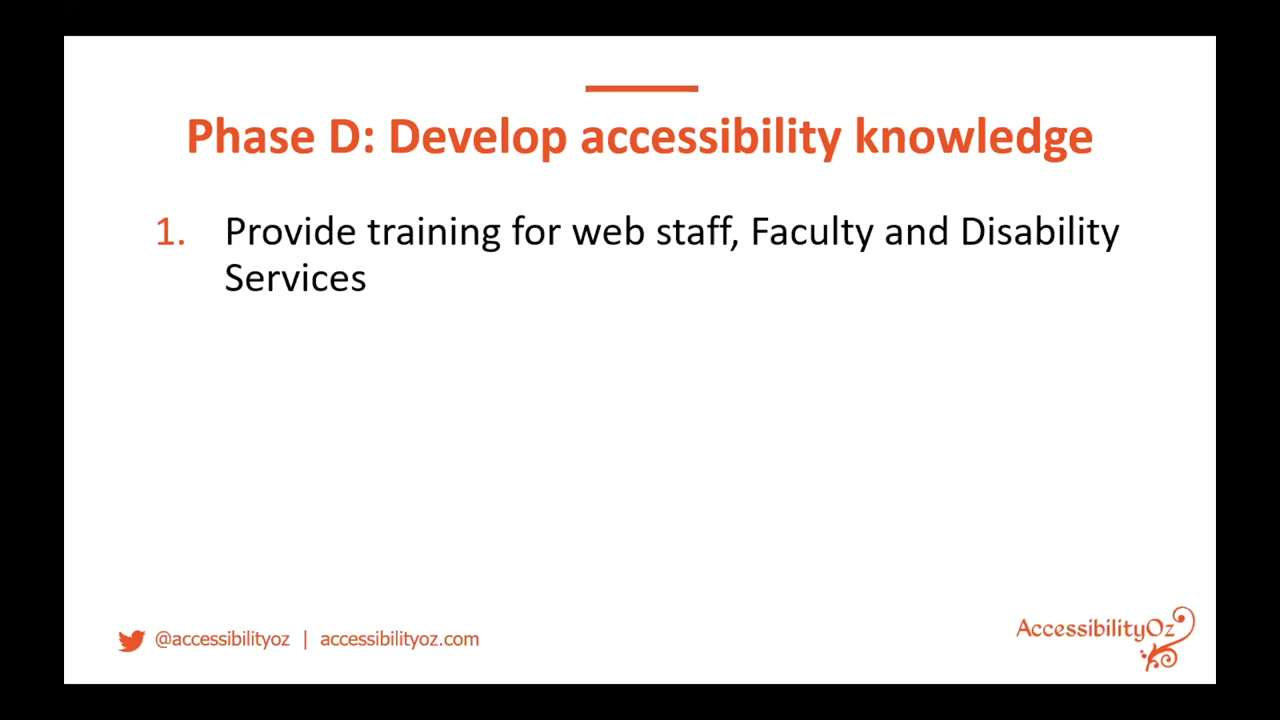 Phase D: Develop accessibility knowledge
1. Provide training for web staff, Faculty and Disability
Services
@accessibilityoz | accessibilityoz.com
AccessibilityOz